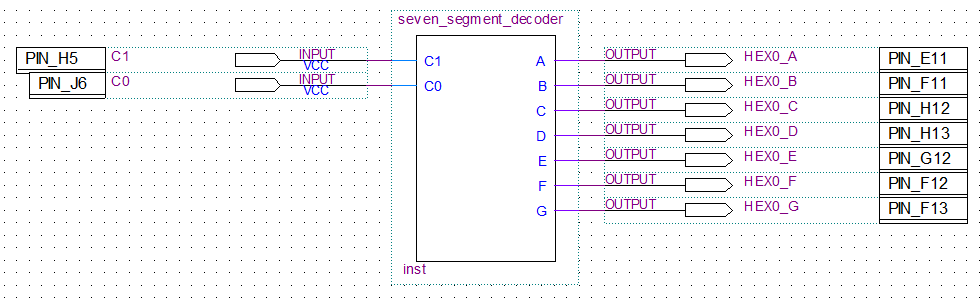 seven_segment_decoder
PIN_H5 C1 INPUT VCC C1 A OUTPUT HEX0_A PIN_E11
PIN_J6 C0 INPUT VCC C0 B OUTPUT HEX0_B PIN_F11
C OUTPUT HEX0_C PIN_H12
D OUTPUT HEX0_D PIN_H13
E OUTPUT HEX0_E PIN_G12
F OUTPUT HEX0_F PIN_F12
G OUTPUT HEX0_G PIN_F13
inst